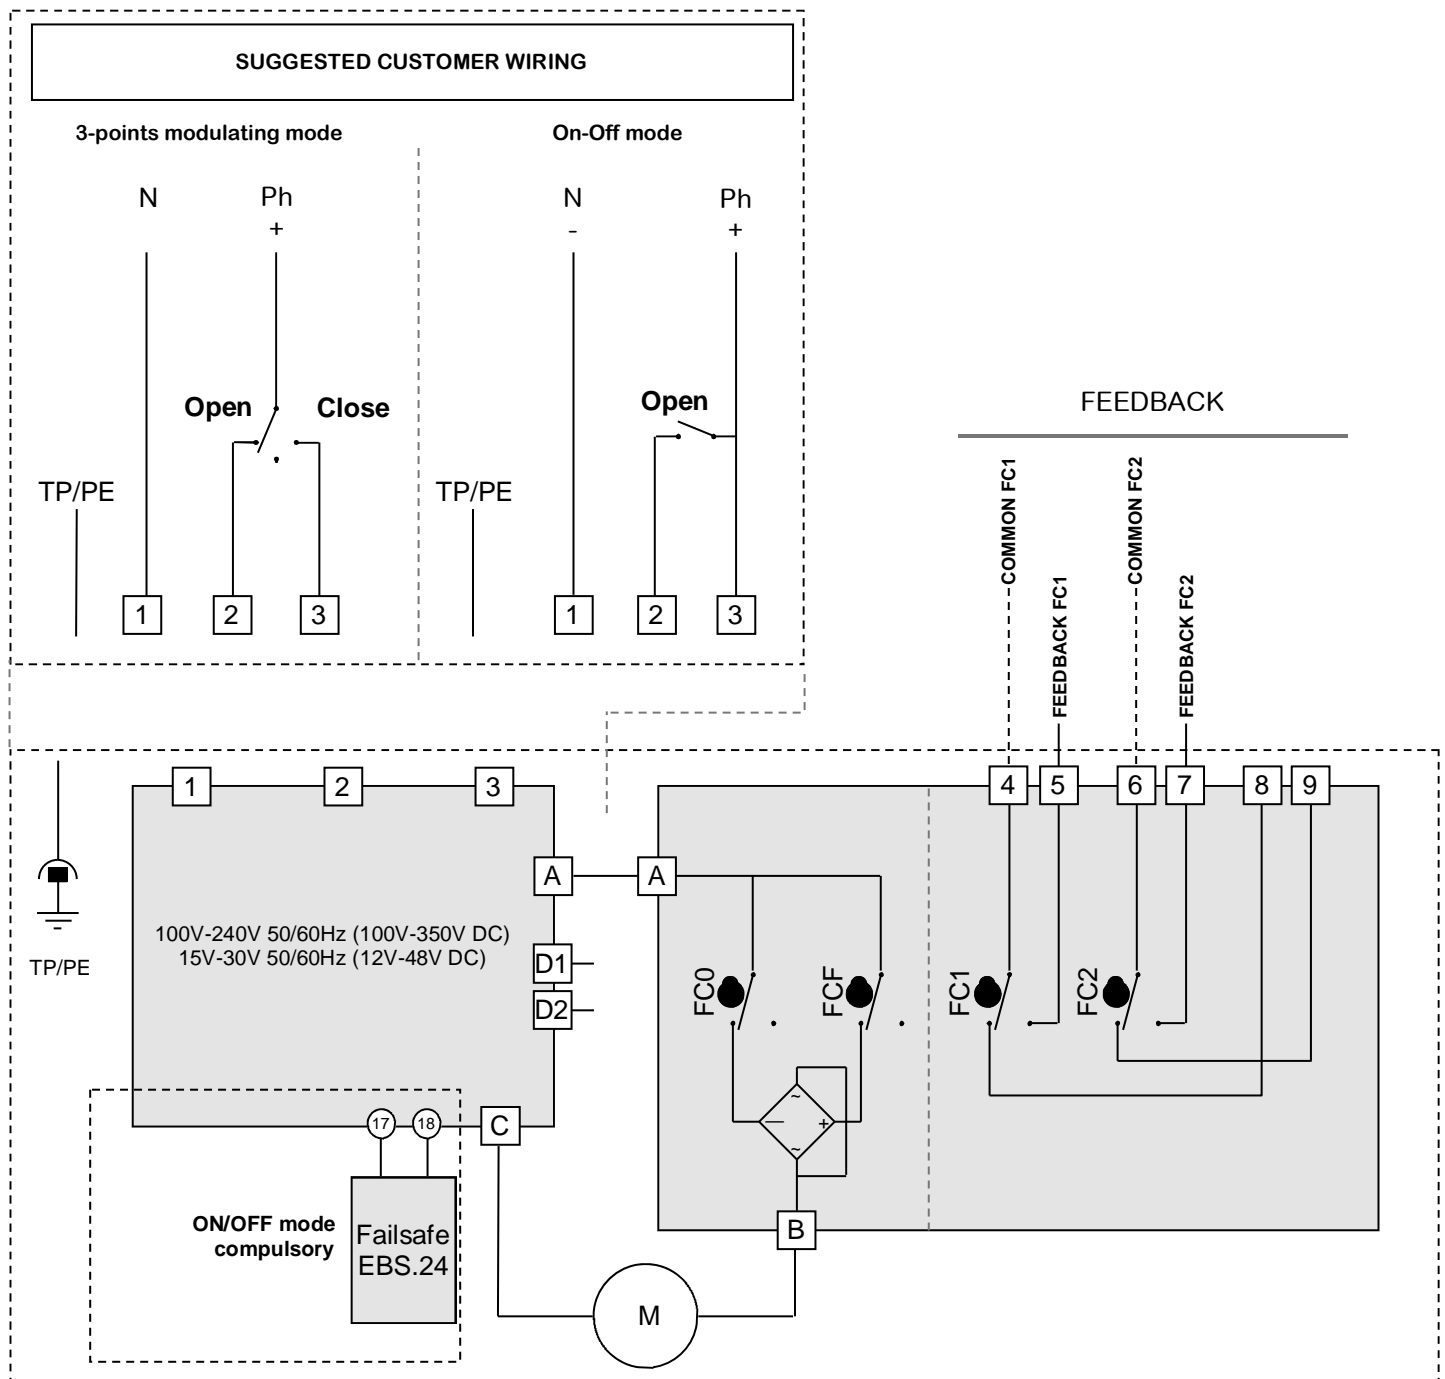 SUGGESTED CUSTOMER WIRING
3-points modulating mode
On-Off mode
N
Ph
+
N
-
Ph
+
Open
Close
Open
TP/PE
TP/PE
1
2
3
1
2
3
FEEDBACK
COMMON FC1
FEEDBACK FC1
COMMON FC2
FEEDBACK FC2
1
2
3
4
5
6
7
8
9
A
A
100V-240V 50/60Hz (100V-350V DC)
15V-30V 50/60Hz (12V-48V DC)
D1
D2
TP/PE
FC0
FCF
FC1
FC2
~
—
+
~
17
18
C
B
ON/OFF mode
compulsory
Failsafe
EBS.24
M